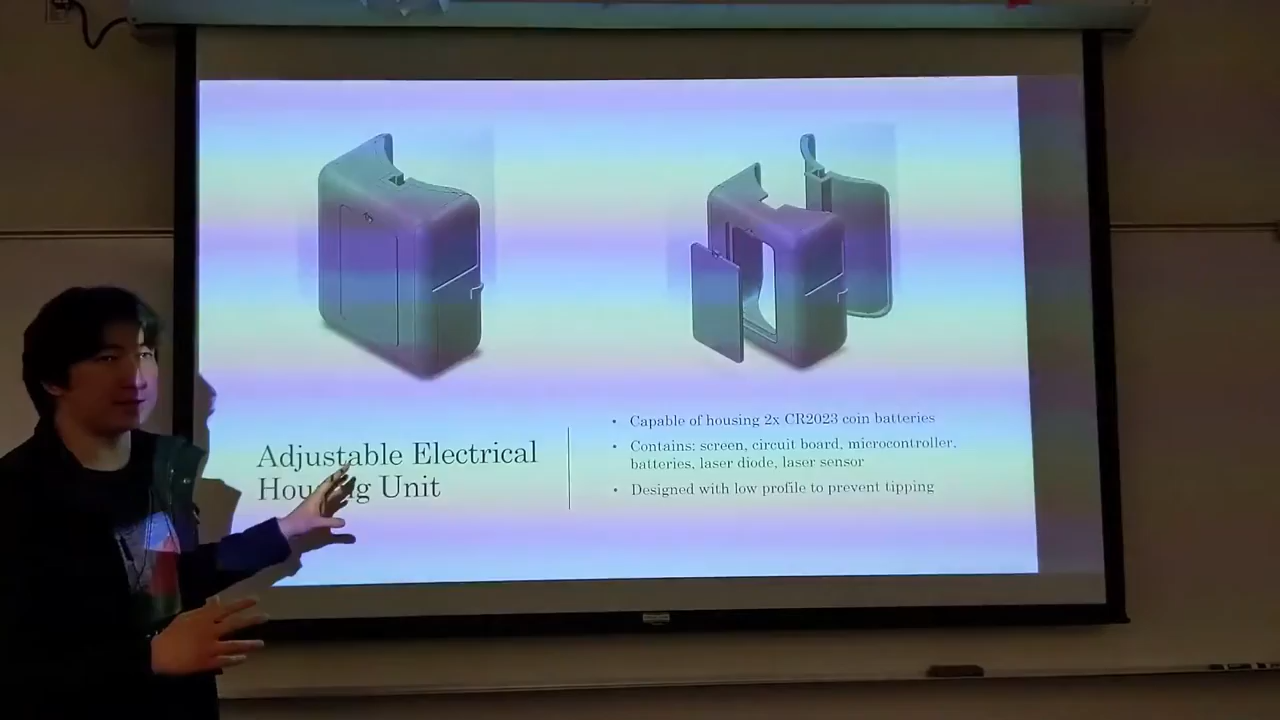 Adjustable Electrical
Housing Unit
• Capable of housing 2x CR2023 coin batteries
• Contains: screen, circuit board, microcontroller,
batteries, laser diode, laser sensor
• Designed with low profile to prevent tipping